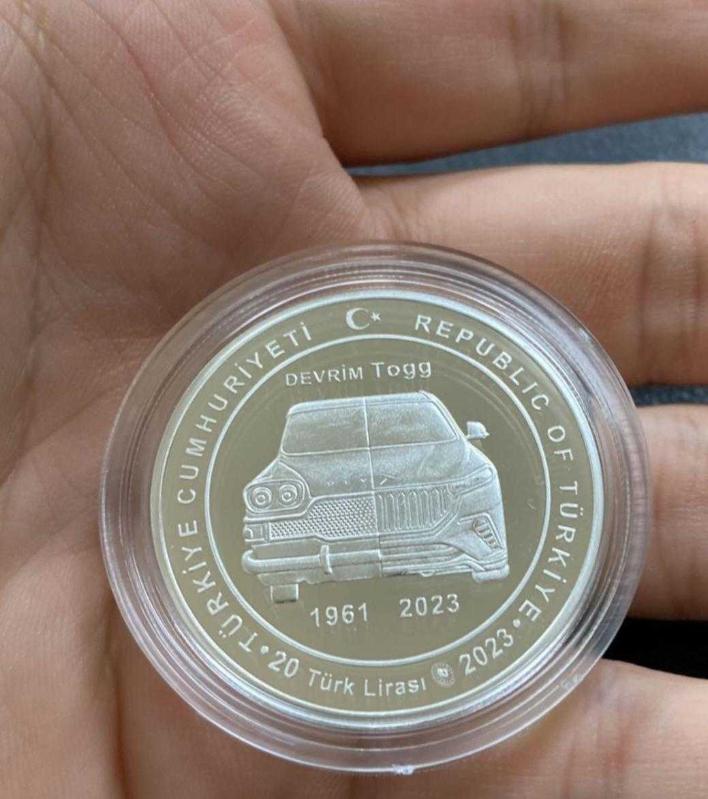 TÜRKİYE CUMHURİYETİ
REPUBLIC OF TÜRKİYE
DEVRİM Togg
1961 2023
20 Türk Lirası 2023